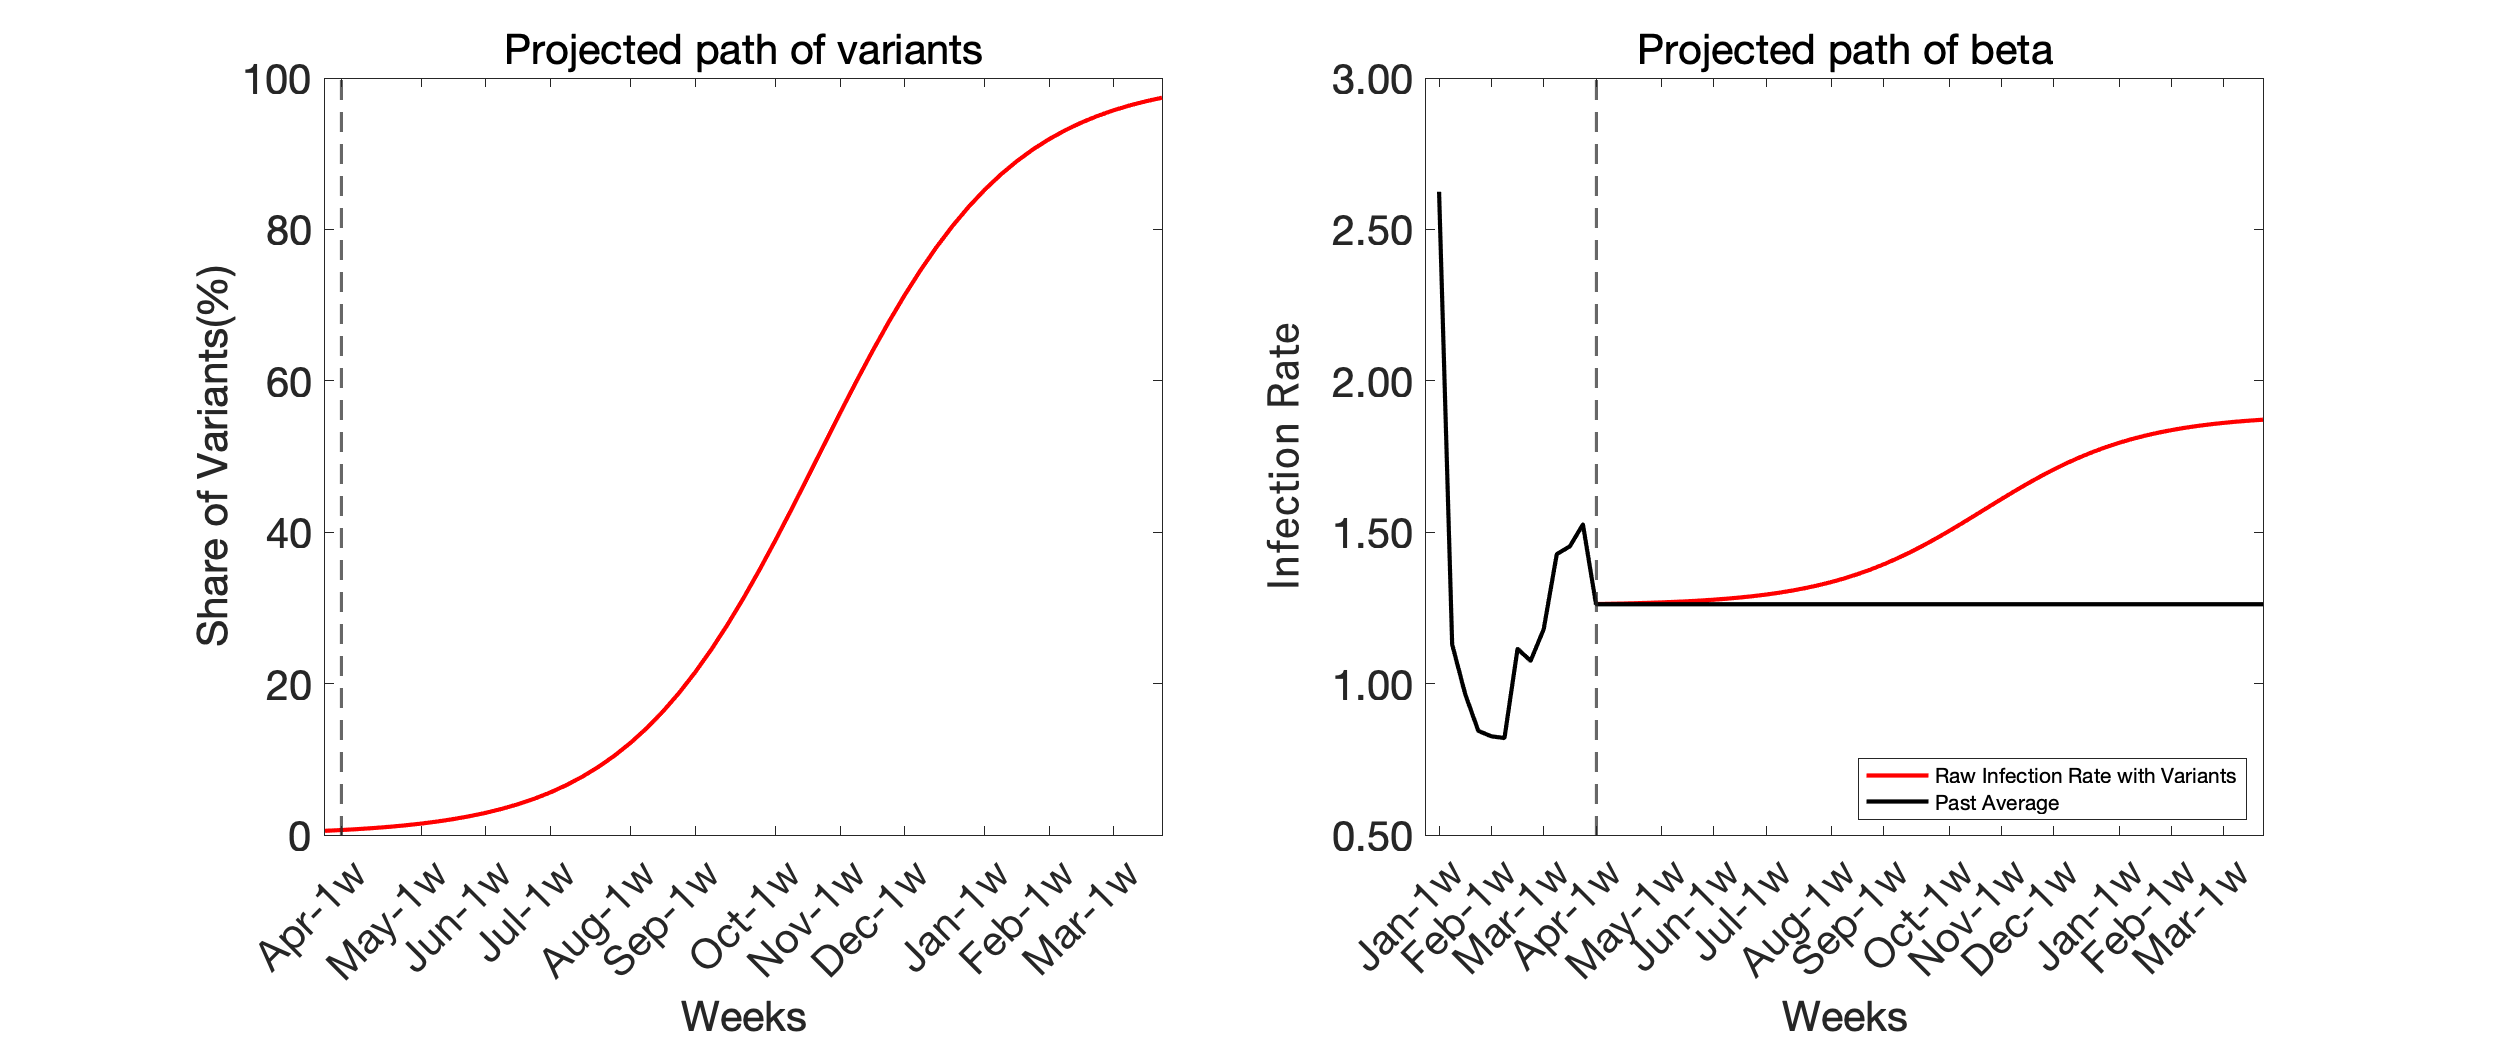 Projected path of variants
100
80
60
40
20
0
Share of Variants(%)
Apr-1w
May-1w
Jun-1w
Jul-1w
Aug-1w
Sep-1w
Oct-1w
Nov-1w
Dec-1w
Jan-1w
Feb-1w
Mar-1w
Weeks
Projected path of beta
3.00
2.50
2.00
1.50
1.00
0.50
Infection Rate
Raw Infection Rate with Variants
Past Average
Jan-1w
Feb-1w
Mar-1w
Apr-1w
May-1w
Jun-1w
Jul-1w
Aug-1w
Sep-1w
Oct-1w
Nov-1w
Dec-1w
Jan-1w
Feb-1w
Mar-1w
Weeks